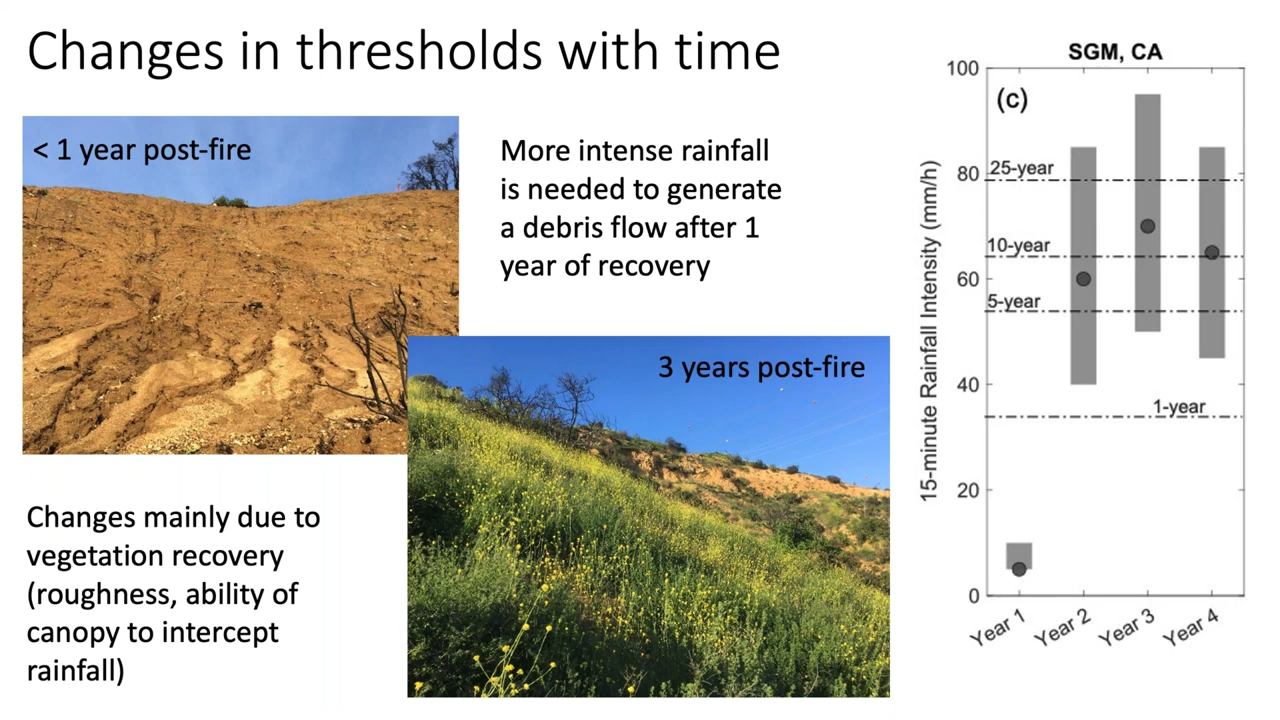 Changes in thresholds with time
< 1 year post-fire
More intense rainfall
is needed to generate
a debris flow after 1
year of recovery
3 years post-fire
Changes mainly due to
vegetation recovery
(roughness, ability of
canopy to intercept
rainfall)
SGM, CA
(c)
15-minute Rainfall Intensity (mm/h)
100
80
60
40
20
0
25-year
10-year
5-year
1-year
Year 1
Year 2
Year 3
Year 4